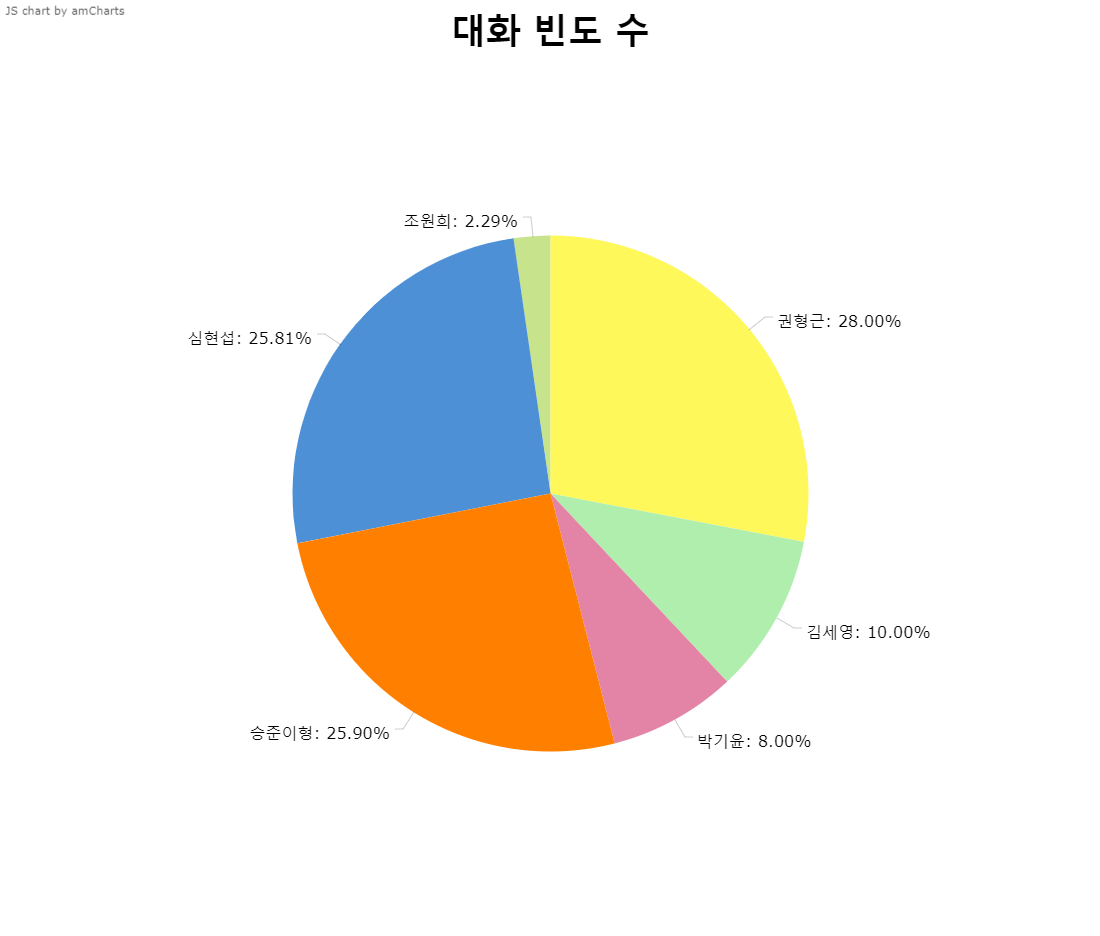 JS chart by amCharts
대화 빈도 수
조원희: 2.29%
권형근: 28.00%
심현섭: 25.81%
김세영: 10.00%
승준이형: 25.90%
박기윤: 8.00%